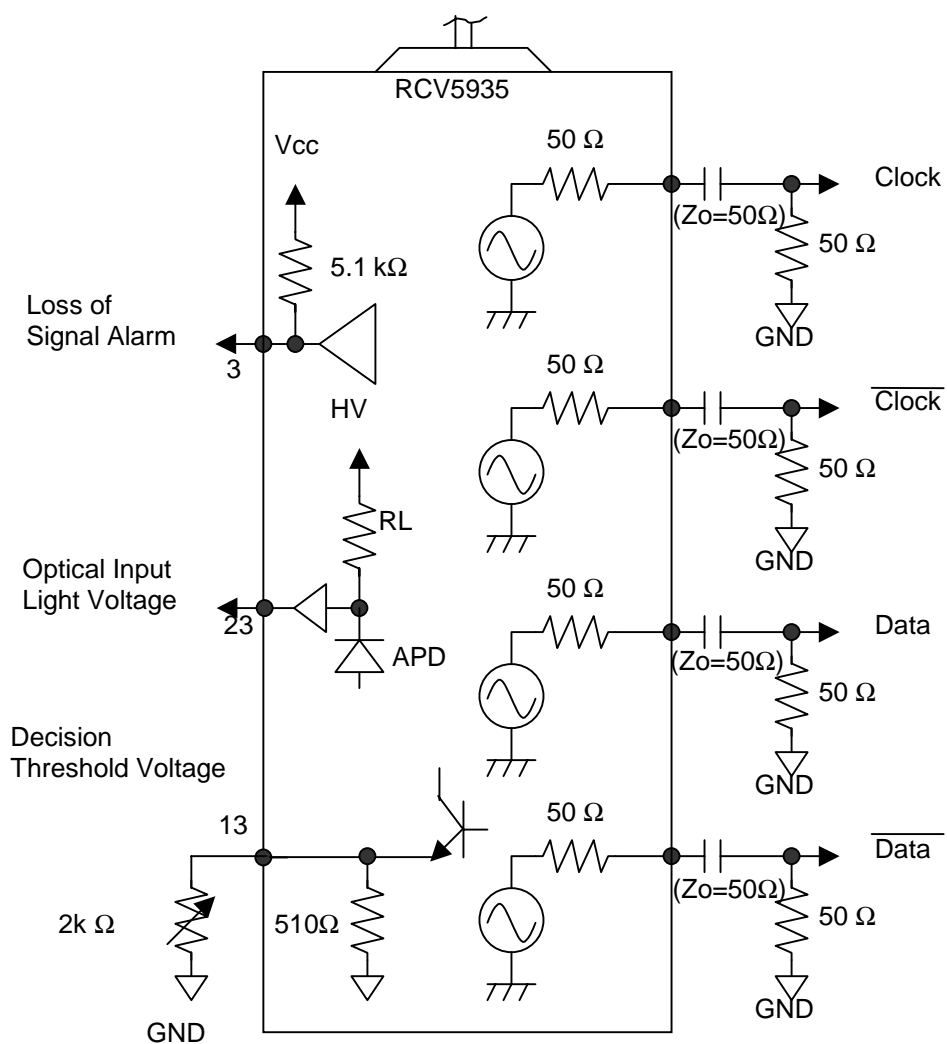 RCV5935
Vcc
5.1 kΩ
Loss of
Signal Alarm
3
HV
RL
Optical Input
Light Voltage
23
APD
Decision
Threshold Voltage
13
2k Ω
510Ω
GND
50 Ω
Clock
(Zo=50Ω)
50 Ω
GND
50 Ω
C̅l̅o̅c̅k̅
(Zo=50Ω)
50 Ω
GND
50 Ω
Data
(Zo=50Ω)
50 Ω
GND
50 Ω
D̅a̅t̅a̅
(Zo=50Ω)
50 Ω
GND